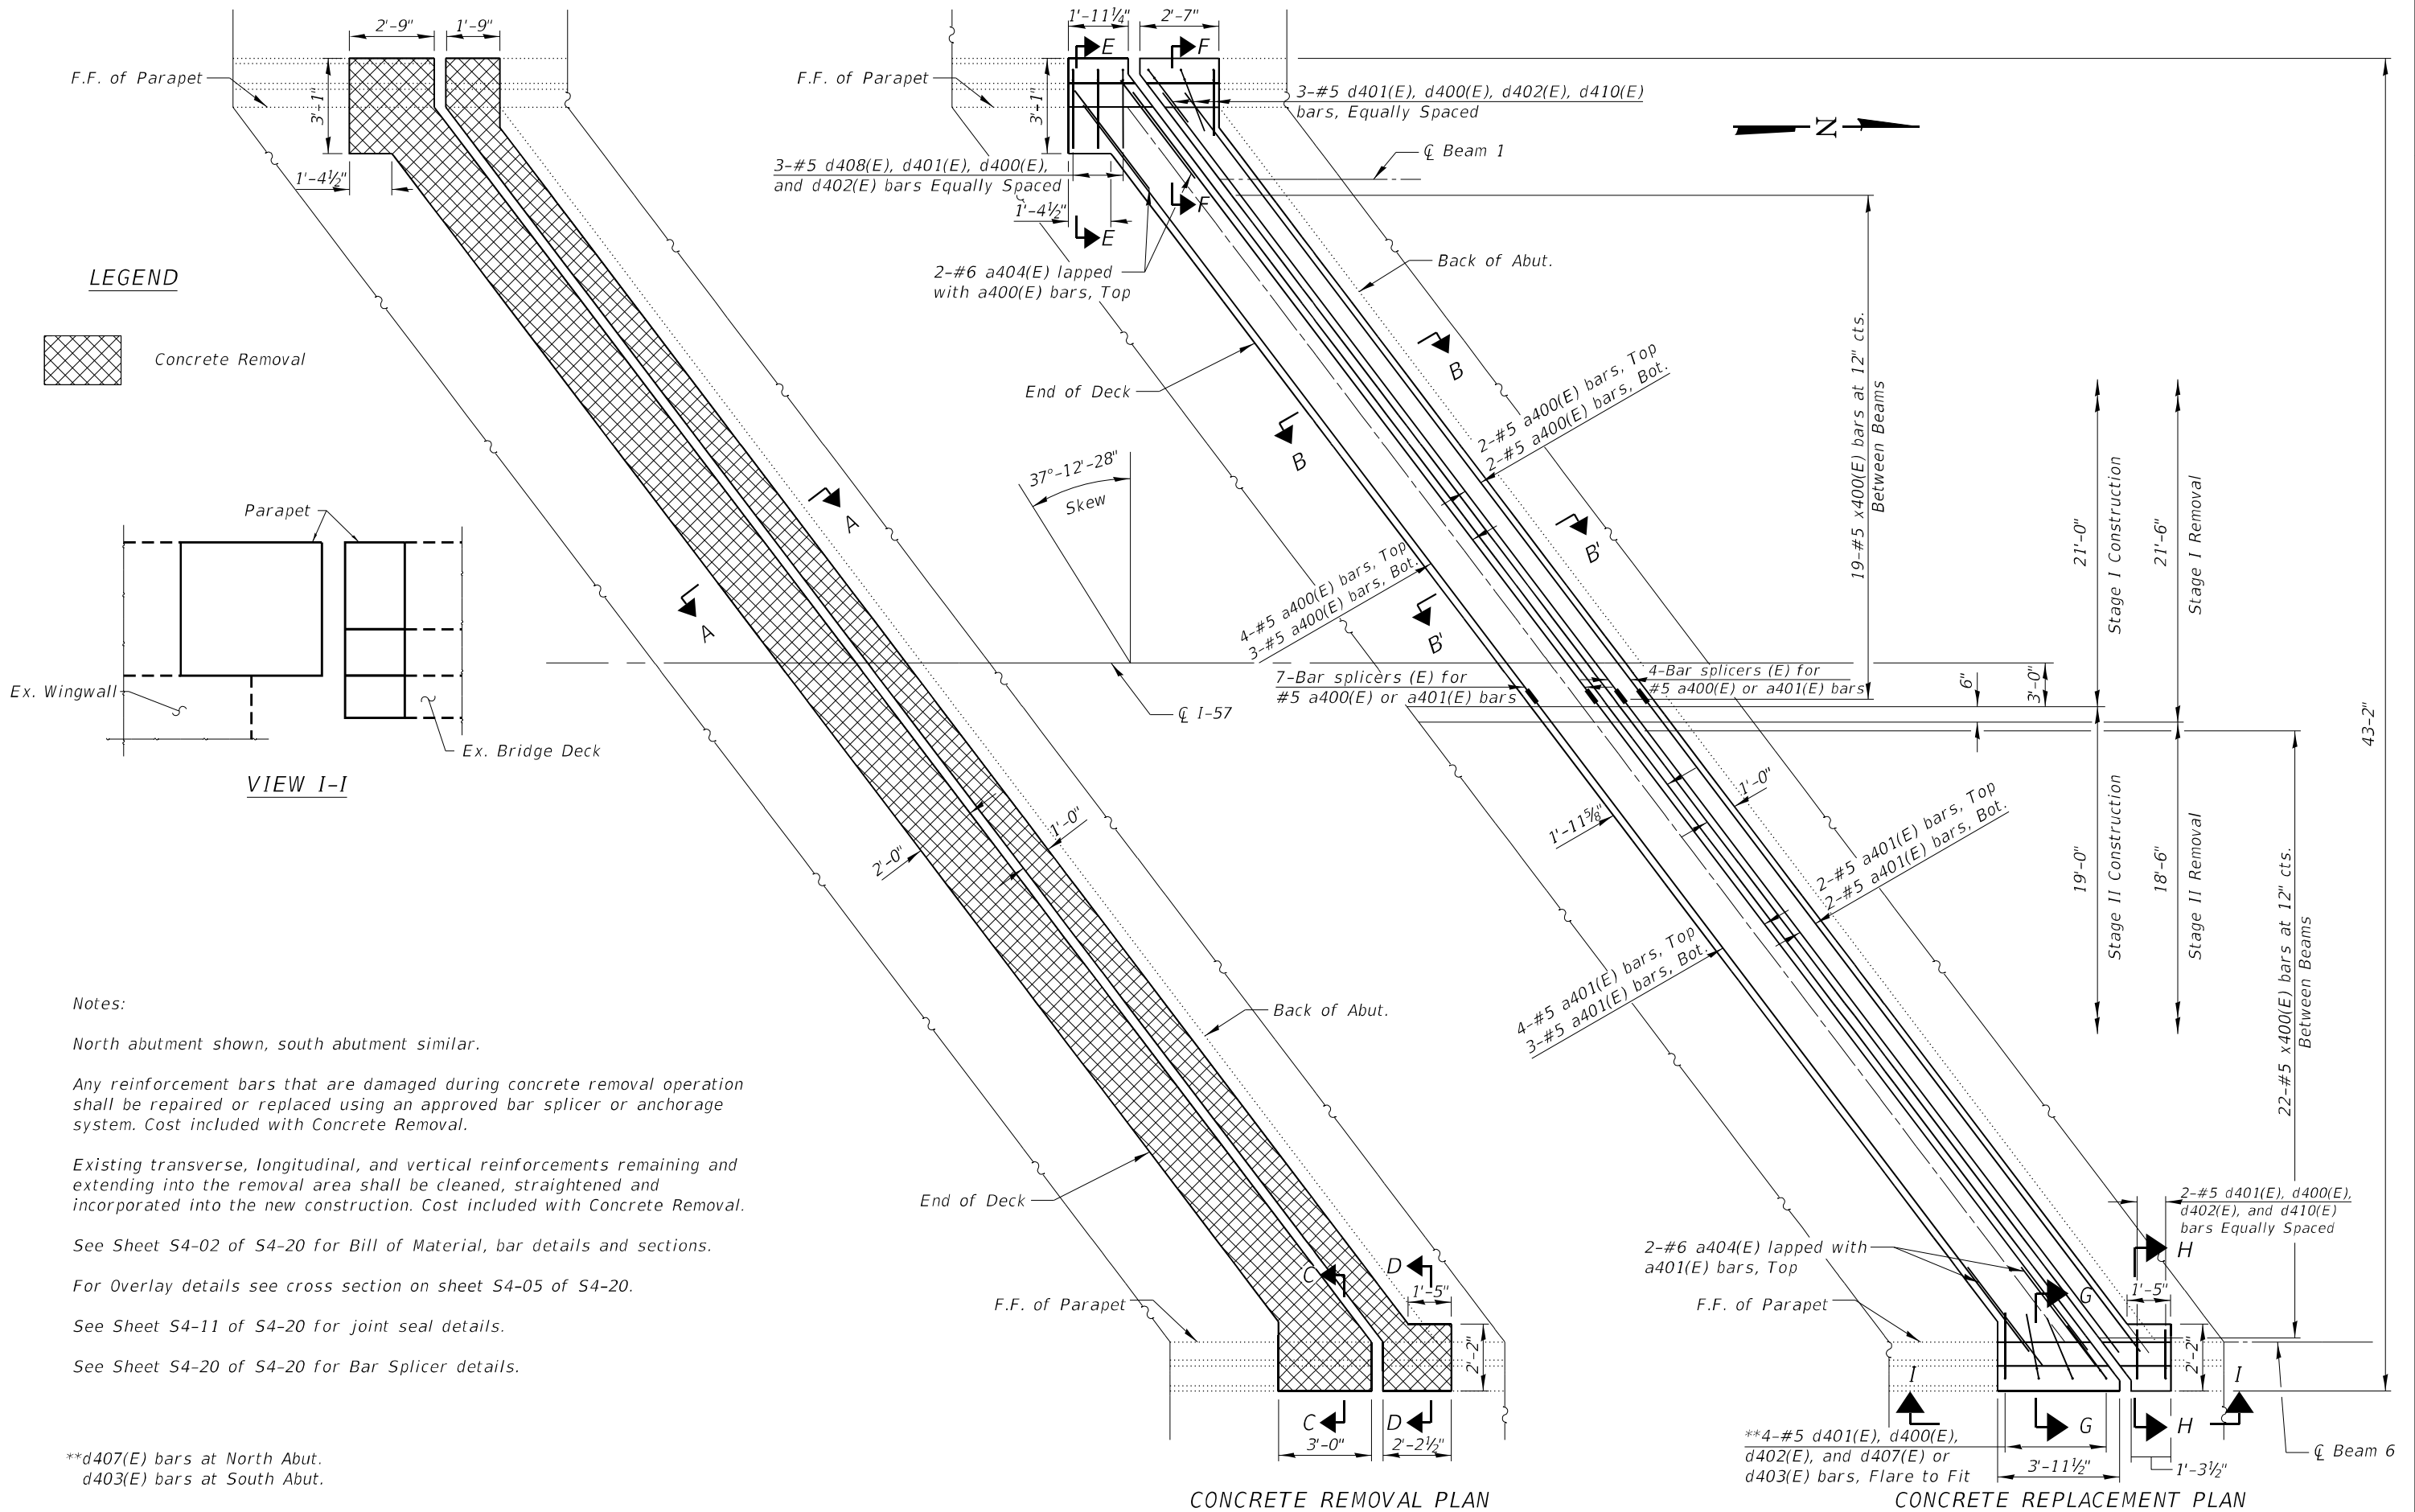 2'-9"
1'-9"
F.F. of Parapet
3'-1"
1'-4½"
LEGEND
Concrete Removal
Parapet
Ex. Wingwall
Ex. Bridge Deck
VIEW I-I
A
A
37°-12'-28"
Skew
℄ I-57
2'-0"
1'-0"
Back of Abut.
End of Deck
F.F. of Parapet
C
D
1'-5"
2'-2"
C
D
3'-0"
2'-2½"
CONCRETE REMOVAL PLAN
Notes:
North abutment shown, south abutment similar.
Any reinforcement bars that are damaged during concrete removal operation
shall be repaired or replaced using an approved bar splicer or anchorage
system. Cost included with Concrete Removal.
Existing transverse, longitudinal, and vertical reinforcements remaining and
extending into the removal area shall be cleaned, straightened and
incorporated into the new construction. Cost included with Concrete Removal.
See Sheet S4-02 of S4-20 for Bill of Material, bar details and sections.
For Overlay details see cross section on sheet S4-05 of S4-20.
See Sheet S4-11 of S4-20 for joint seal details.
See Sheet S4-20 of S4-20 for Bar Splicer details.
**d407(E) bars at North Abut.
d403(E) bars at South Abut.
1'-11¼"
2'-7"
E
F
F.F. of Parapet
3'-1"
3-#5 d401(E), d400(E), d402(E), d410(E)
bars, Equally Spaced
N
℄ Beam 1
3-#5 d408(E), d401(E), d400(E),
and d402(E) bars Equally Spaced
1'-4½"
F
E
2-#6 a404(E) lapped
with a400(E) bars, Top
Back of Abut.
End of Deck
B
B
2-#5 a400(E) bars, Top
2-#5 a400(E) bars, Bot.
19-#5 x400(E) bars at 12" cts.
Between Beams
B'
B'
4-#5 a400(E) bars, Top
3-#5 a400(E) bars, Bot.
21'-0"
Stage I Construction
21'-6"
Stage I Removal
7-Bar splicers (E) for
#5 a400(E) or a401(E) bars
4-Bar splicers (E) for
#5 a400(E) or a401(E) bars
6"
3'-0"
43-2"
1'-0"
1'-11⅝"
2-#5 a401(E) bars, Top
2-#5 a401(E) bars, Bot.
19'-0"
Stage II Construction
18'-6"
Stage II Removal
4-#5 a401(E) bars, Top
3-#5 a401(E) bars, Bot.
22-#5 x400(E) bars at 12" cts.
Between Beams
2-#5 d401(E), d400(E),
d402(E), and d410(E)
bars Equally Spaced
2-#6 a404(E) lapped with
a401(E) bars, Top
H
G
1'-5"
F.F. of Parapet
2'-2"
I
I
G
H
**4-#5 d401(E), d400(E),
d402(E), and d407(E) or
d403(E) bars, Flare to Fit
3'-11½"
1'-3½"
℄ Beam 6
CONCRETE REPLACEMENT PLAN